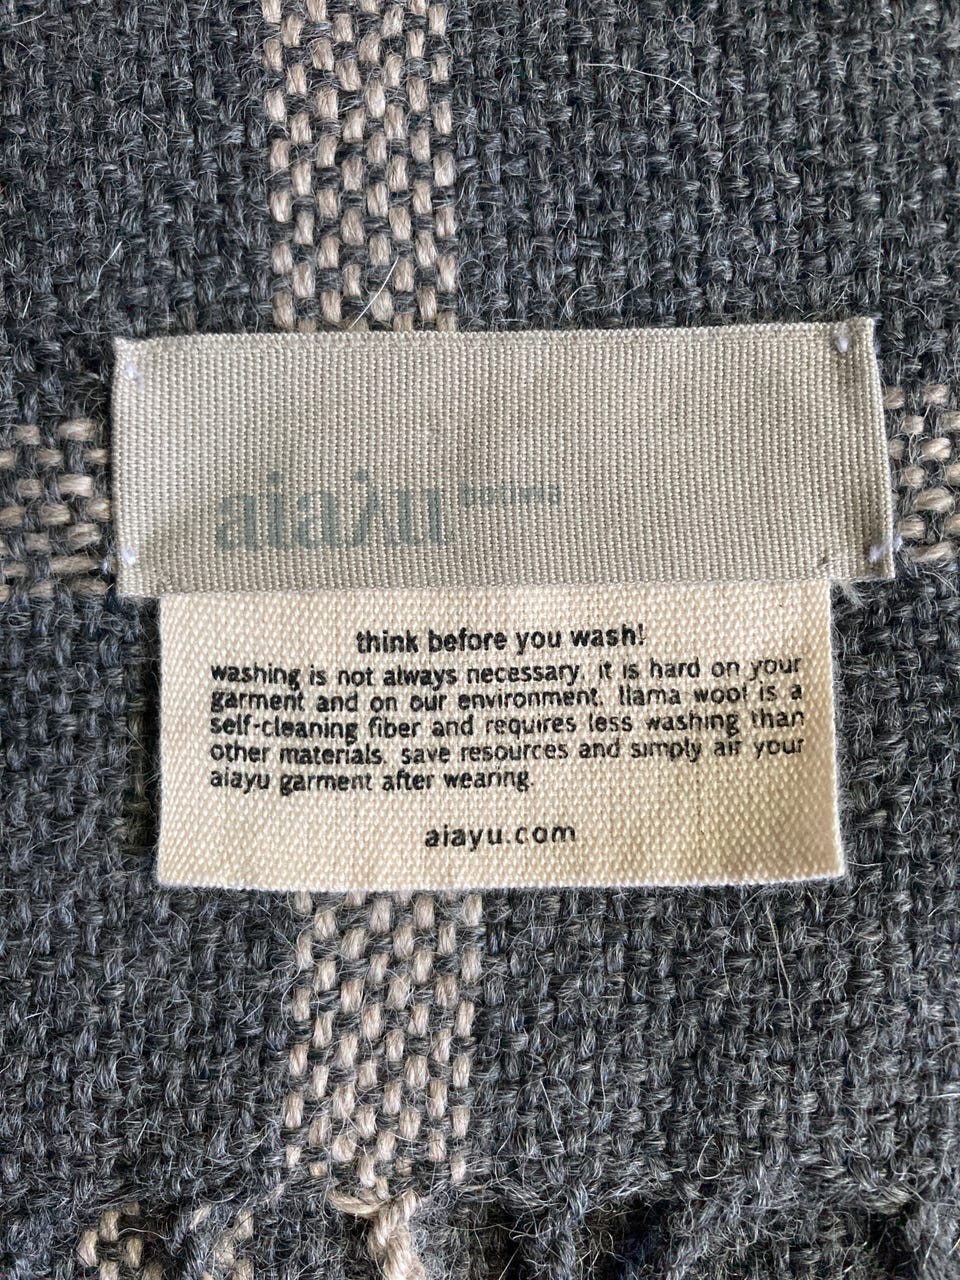 aiayu bolivia
think before you wash!
washing is not always necessary. it is hard on your
garment and on our environment. llama wool is a
self-cleaning fiber and requires less washing than
other materials. save resources and simply air your
aiayu garment after wearing.
aiayu.com